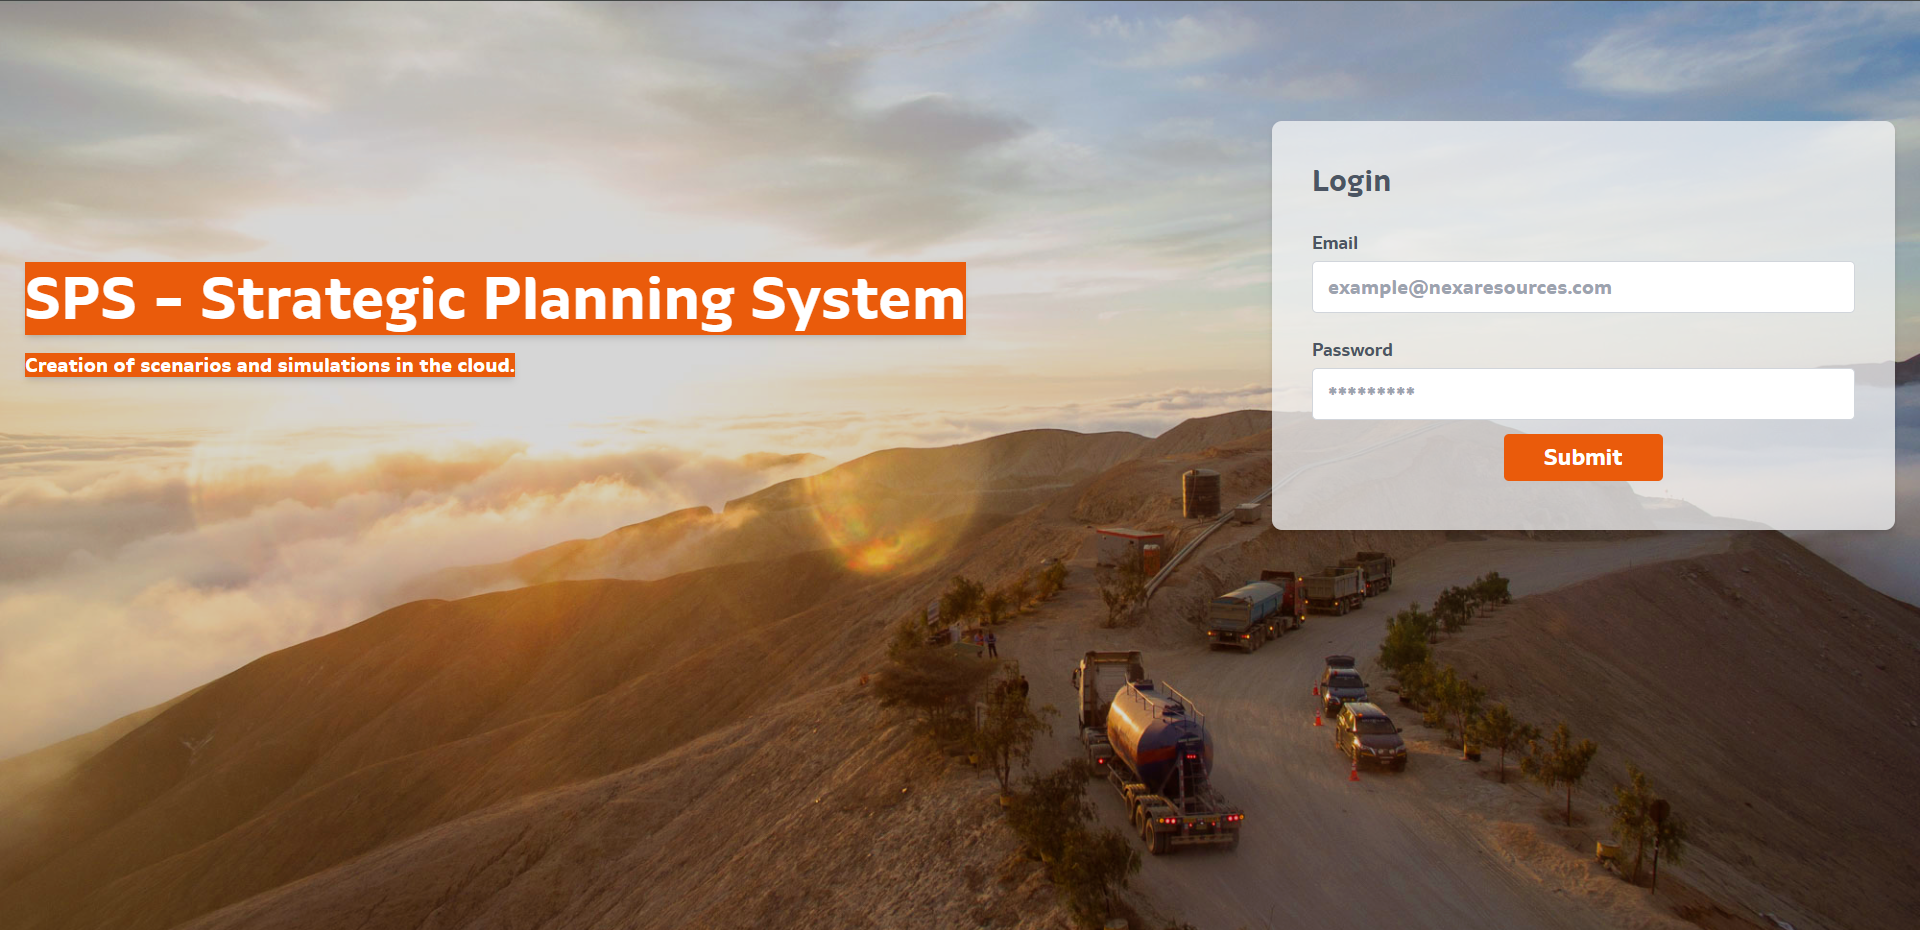 SPS - Strategic Planning System
Creation of scenarios and simulations in the cloud.
Login
Email
example@nexaresources.com
Password
*********
Submit